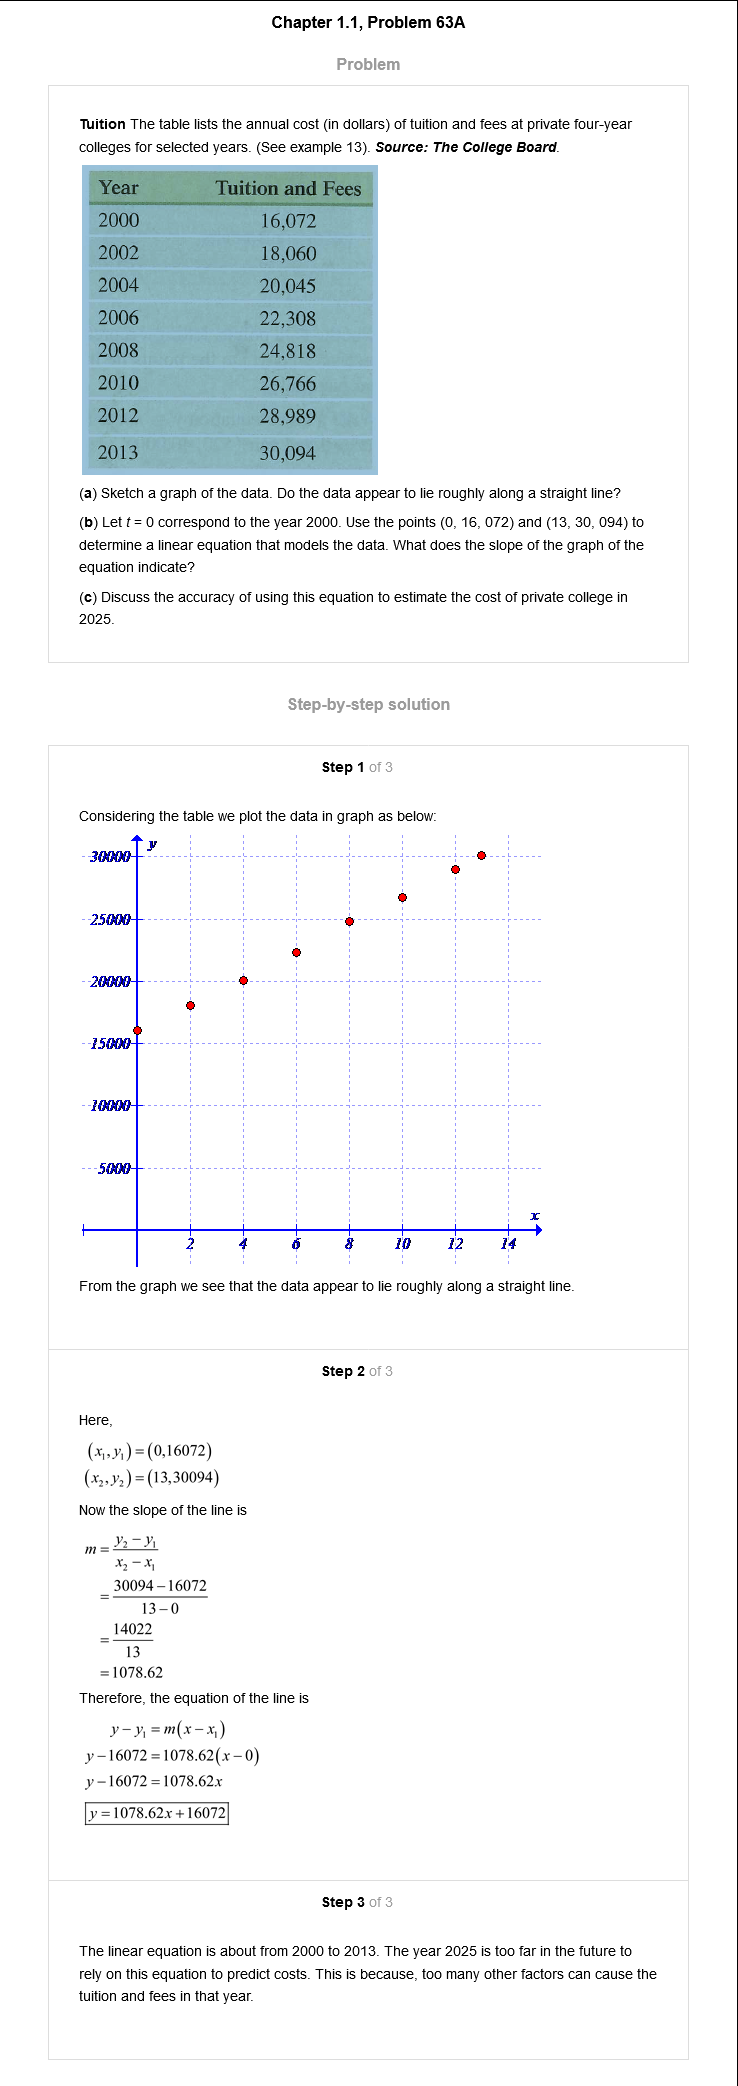 Chapter 1.1, Problem 63A
Problem
Tuition The table lists the annual cost (in dollars) of tuition and fees at private four-year
colleges for selected years. (See example 13). Source: The College Board.
Year Tuition and Fees
2000 16,072
2002 18,060
2004 20,045
2006 22,308
2008 24,818
2010 26,766
2012 28,989
2013 30,094
(a) Sketch a graph of the data. Do the data appear to lie roughly along a straight line?
(b) Let t = 0 correspond to the year 2000. Use the points (0, 16, 072) and (13, 30, 094) to
determine a linear equation that models the data. What does the slope of the graph of the
equation indicate?
(c) Discuss the accuracy of using this equation to estimate the cost of private college in
2025.
Step-by-step solution
Step 1 of 3
Considering the table we plot the data in graph as below:
y
30000
25000
20000
15000
10000
5000
x
2 4 6 8 10 12 14
From the graph we see that the data appear to lie roughly along a straight line.
Step 2 of 3
Here,
(x₁, y₁) = (0,16072)
(x₂, y₂) = (13,30094)
Now the slope of the line is
m = (y₂ − y₁)/(x₂ − x₁)
= (30094 − 16072)/(13 − 0)
= 14022/13
= 1078.62
Therefore, the equation of the line is
y − y₁ = m(x − x₁)
y − 16072 = 1078.62(x − 0)
y − 16072 = 1078.62x
y = 1078.62x + 16072
Step 3 of 3
The linear equation is about from 2000 to 2013. The year 2025 is too far in the future to
rely on this equation to predict costs. This is because, too many other factors can cause the
tuition and fees in that year.